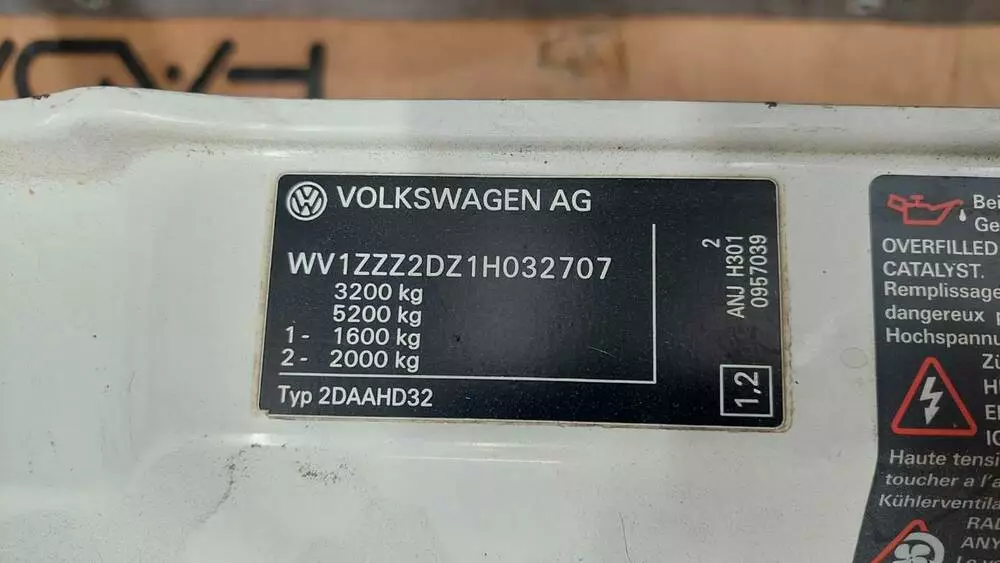 VOLKSWAGEN AG
WV1ZZZ2DZ1H032707
3200 kg
5200 kg
1- 1600 kg
2- 2000 kg
Typ 2DAAHD32
2
ANJ H301
0957039
1,2
OVERFILLED
CATALYST.
Remplissage
dangereux
Hochspannu
Haute tensi
toucher a l'a
Kühlerventila
ANY